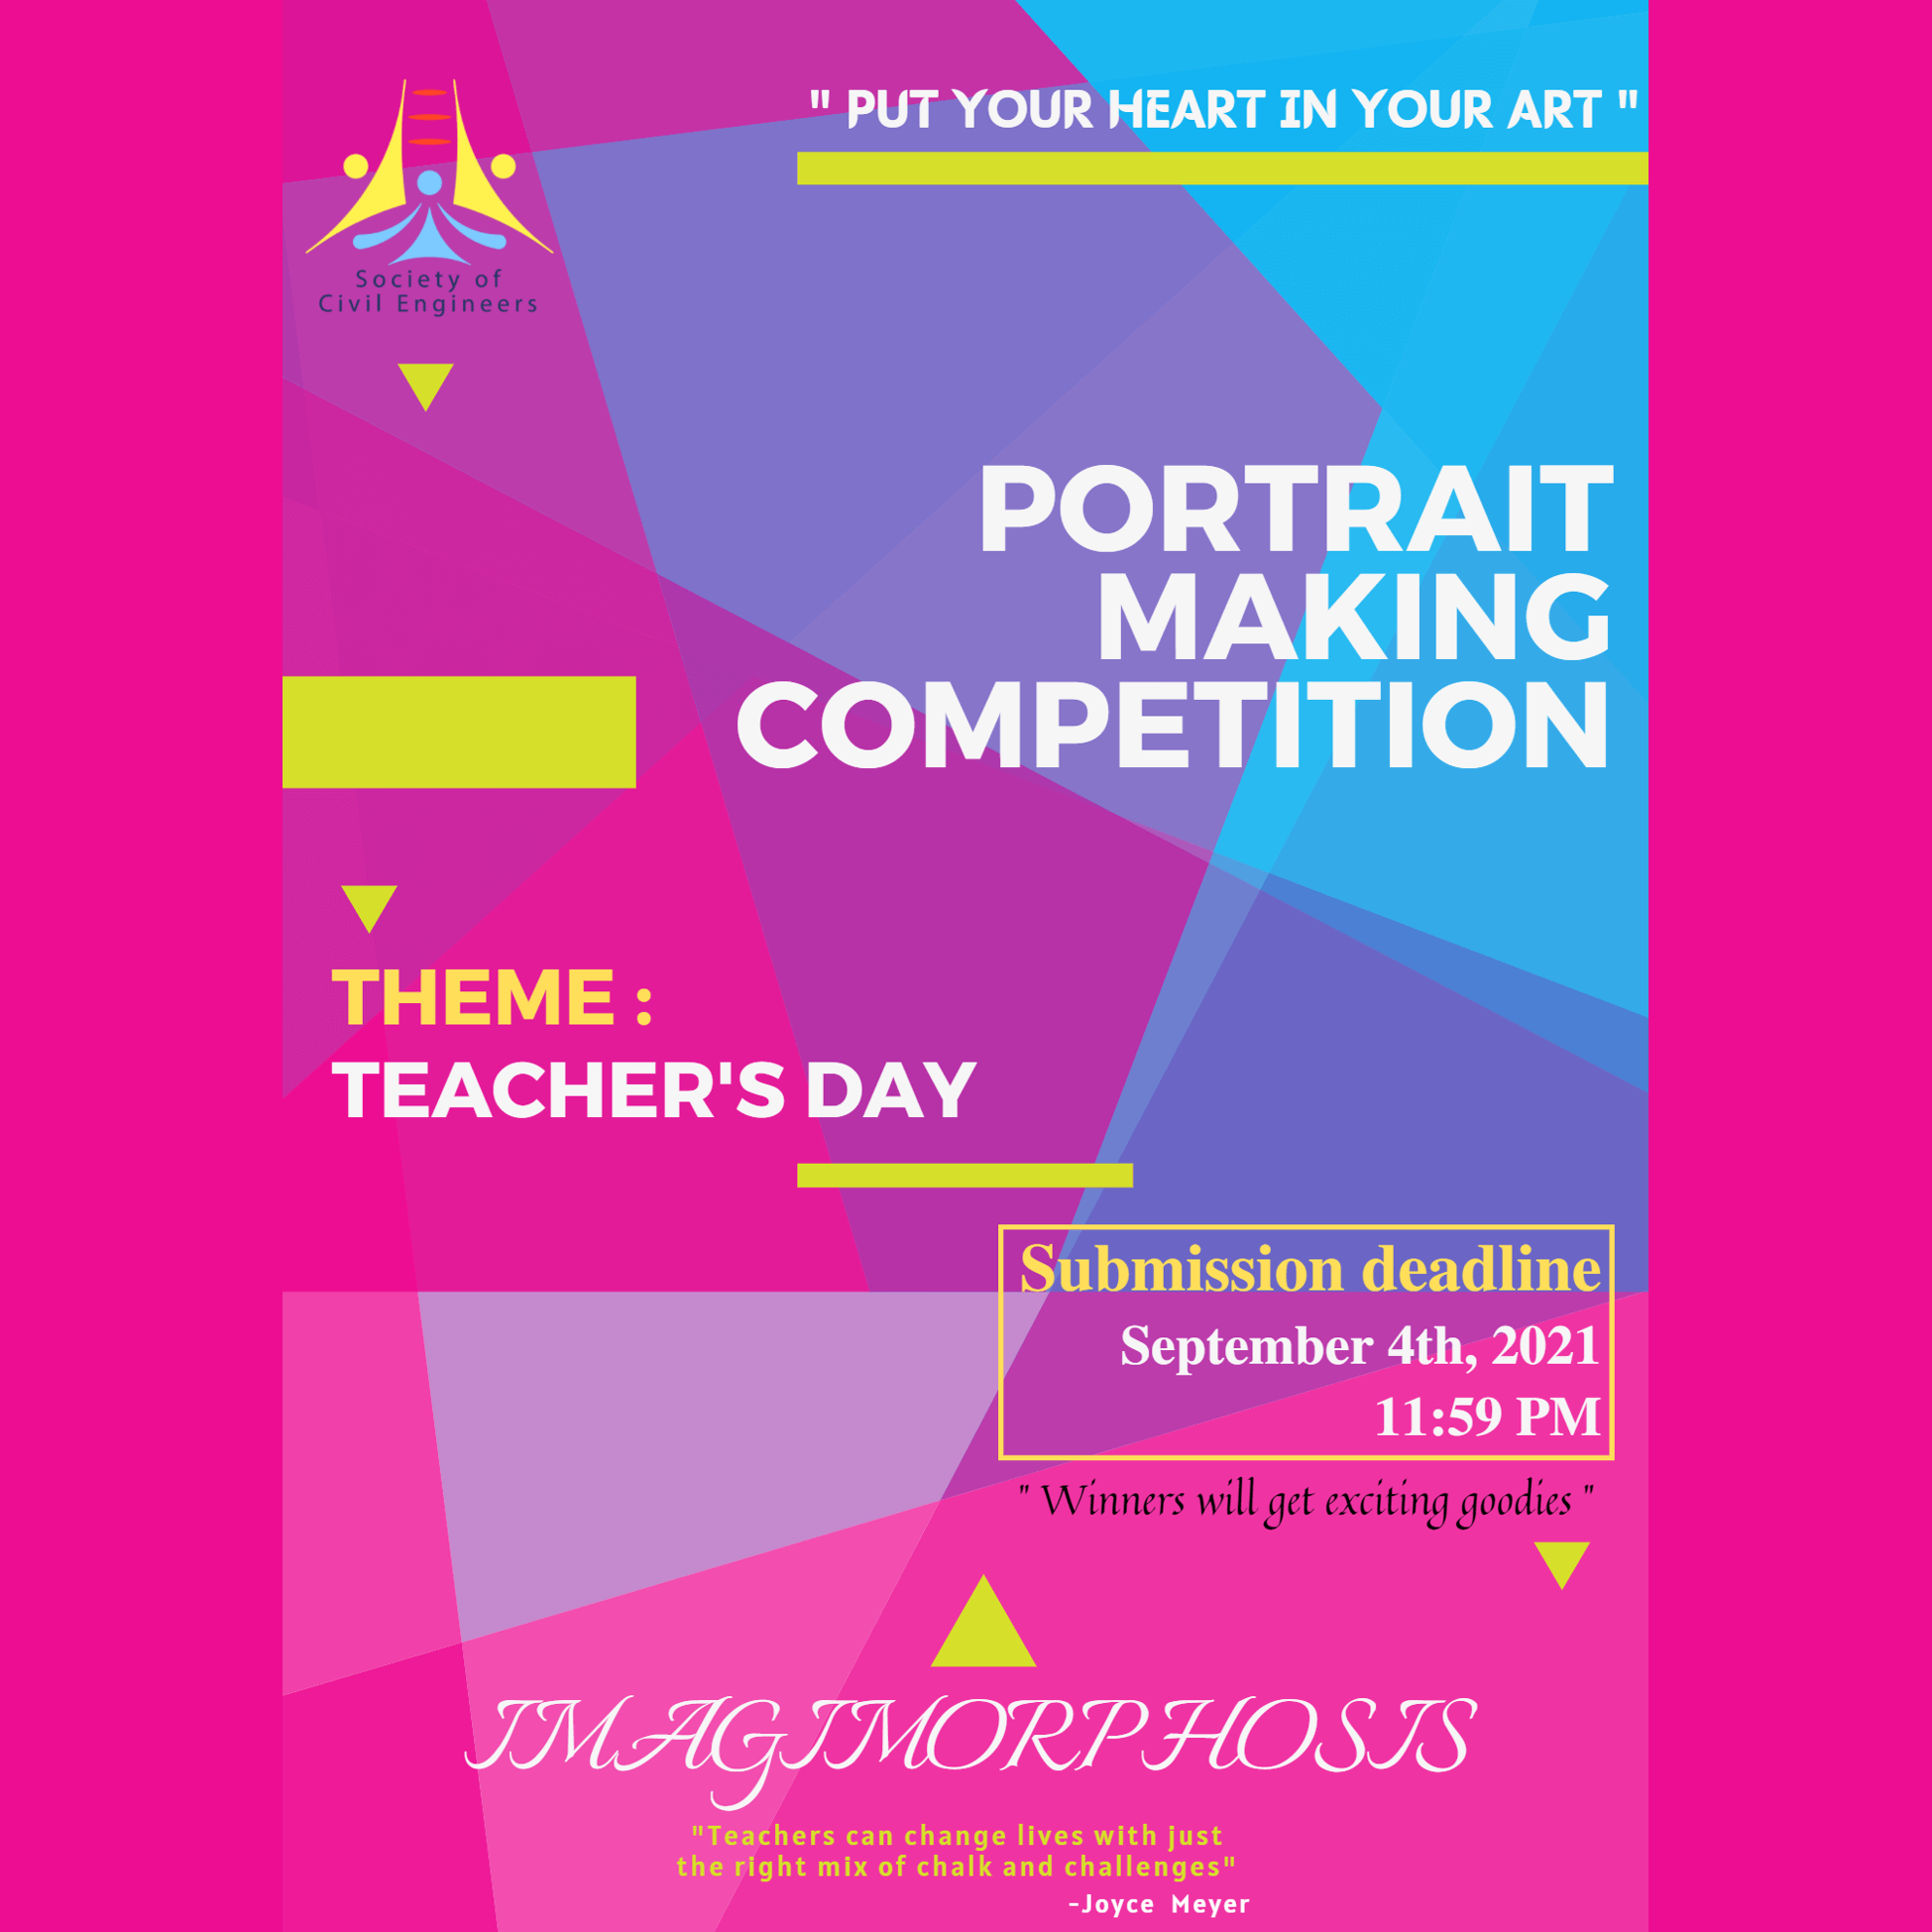 " PUT YOUR HEART IN YOUR ART "
Society of
Civil Engineers
PORTRAIT
MAKING
COMPETITION
THEME :
TEACHER'S DAY
Submission deadline
September 4th, 2021
11:59 PM
" Winners will get exciting goodies "
IMAGIMORPHOSIS
"Teachers can change lives with just
the right mix of chalk and challenges"
-Joyce Meyer